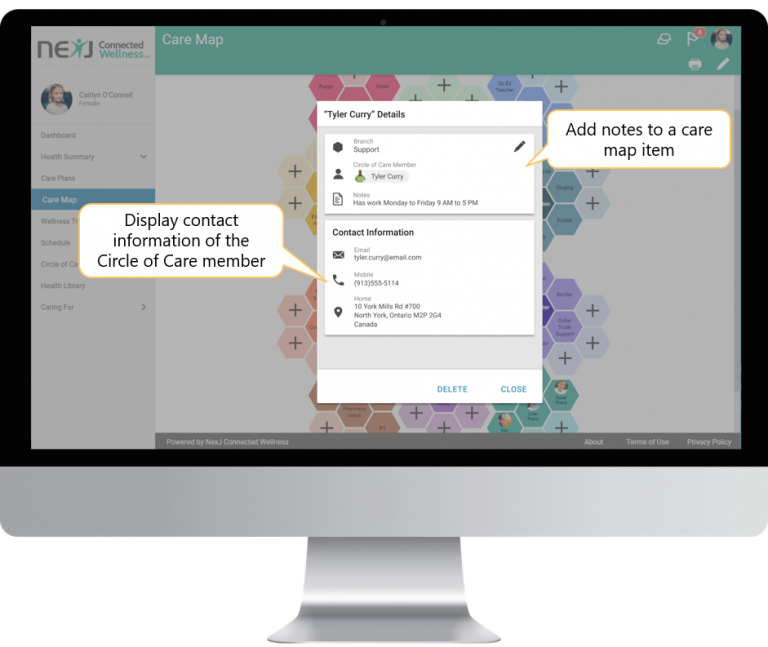 NEXJ Connected
Wellness
Care Map
6
Caitlyn O'Connell
Female
Dashboard
Health Summary
Care Plans
Care Map
Wellness
Schedule
Circle of
Health Library
Caring For
"Tyler Curry" Details
Branch
Support
Circle of Care Member
Tyler Curry
Notes
Has work Monday to Friday 9 AM to 5 PM
Contact Information
Email
tyler.curry@email.com
Mobile
(913)555-5114
Home
10 York Mills Rd #700
North York, Ontario M2P 2G4
Canada
DELETE
CLOSE
Add notes to a care
map item
Display contact
information of the
Circle of Care member
Teacher
Puzzle
Support
Pharmacy
Powered by NexJ Connected Wellness
About
Terms of Use
Privacy Policy